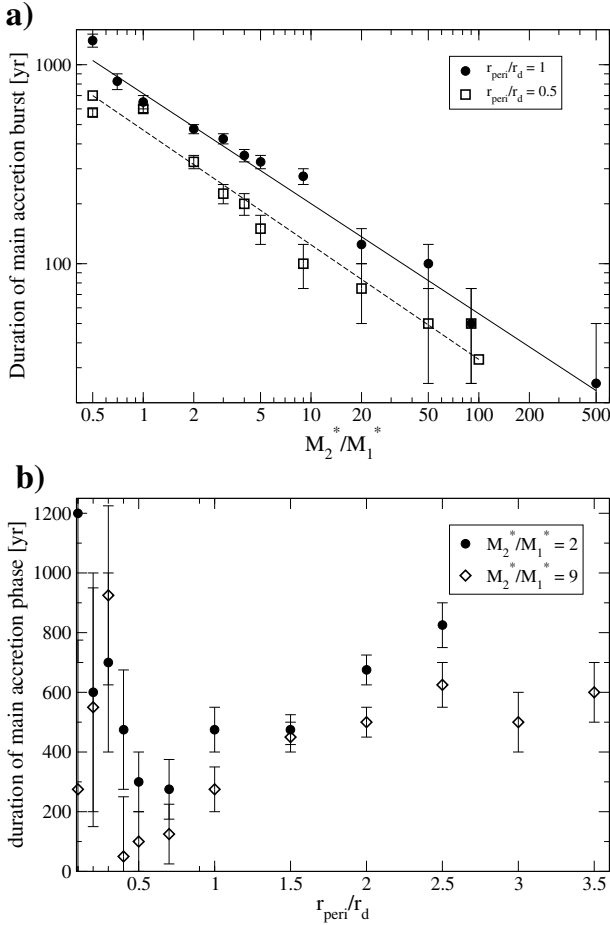 a)
Duration of main accretion burst [yr]
1000
100
r_peri/r_d = 1
r_peri/r_d = 0.5
0.5 1 2 5 10 20 50 100 200 500
M_2^*/M_1^*
b)
duration of main accretion phase [yr]
1200
1000
800
600
400
200
0
M_2^*/M_1^* = 2
M_2^*/M_1^* = 9
0.5 1 1.5 2 2.5 3 3.5
r_peri/r_d